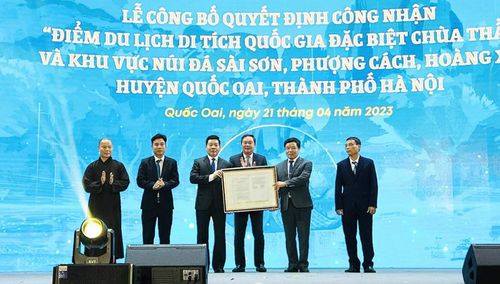 LỄ CÔNG BỐ QUYẾT ĐỊNH CÔNG NHẬN
“ĐIỂM DU LỊCH DI TÍCH QUỐC GIA ĐẶC BIỆT CHÙA
VÀ KHU VỰC NÚI ĐÁ SÀI SƠN, PHƯỢNG CÁCH, HOÀNG
HUYỆN QUỐC OAI, THÀNH PHỐ HÀ NỘI
Quốc Oai, ngày 21 tháng 04 năm 2023